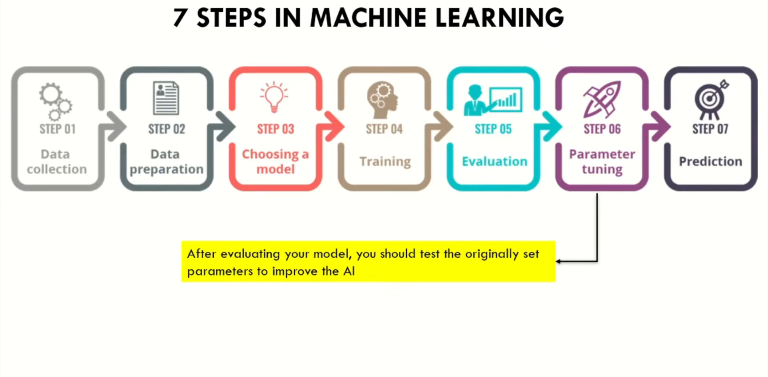 7 STEPS IN MACHINE LEARNING
STEP 01
Data
collection
STEP 02
Data
preparation
STEP 03
Choosing a
model
STEP 04
Training
STEP 05
Evaluation
STEP 06
Parameter
tuning
STEP 07
Prediction
After evaluating your model, you should test the originally set
parameters to improve the AI